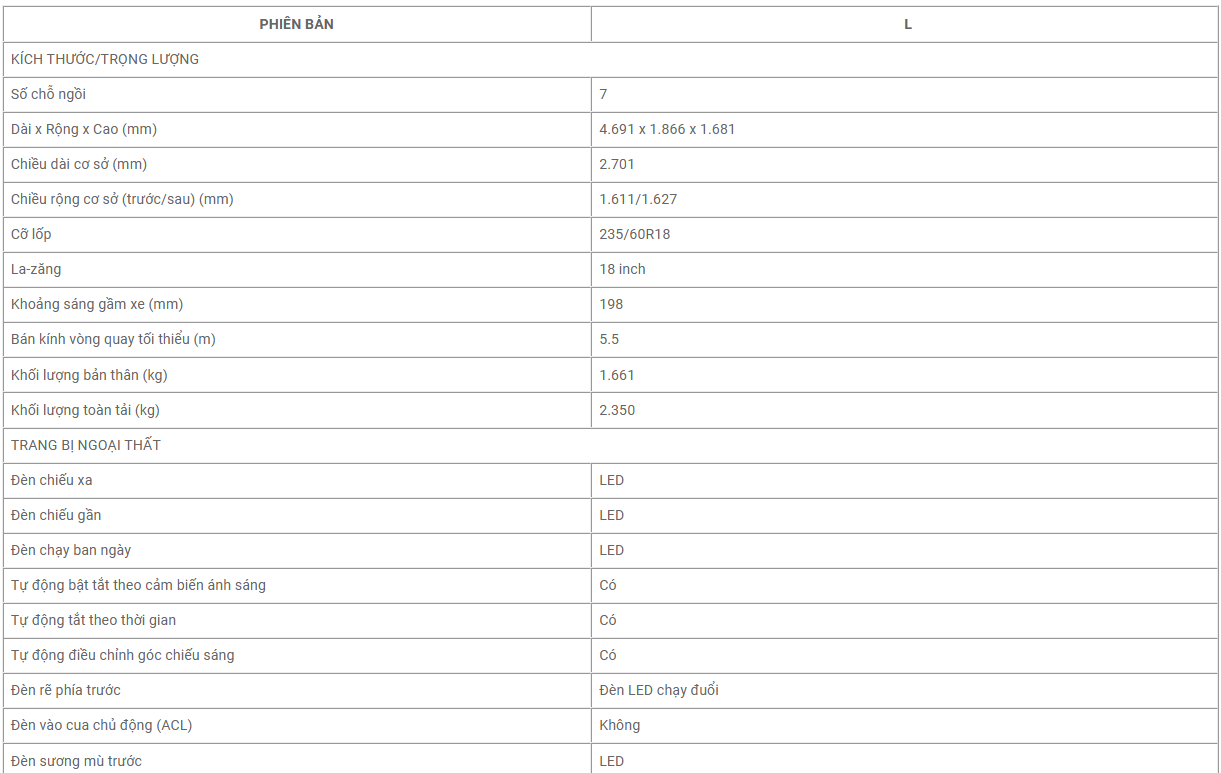 PHIÊN BẢN L
KÍCH THƯỚC/TRỌNG LƯỢNG
Số chỗ ngồi 7
Dài x Rộng x Cao (mm) 4.691 x 1.866 x 1.681
Chiều dài cơ sở (mm) 2.701
Chiều rộng cơ sở (trước/sau) (mm) 1.611/1.627
Cỡ lốp 235/60R18
La-zăng 18 inch
Khoảng sáng gầm xe (mm) 198
Bán kính vòng quay tối thiểu (m) 5.5
Khối lượng bản thân (kg) 1.661
Khối lượng toàn tải (kg) 2.350
TRANG BỊ NGOẠI THẤT
Đèn chiếu xa LED
Đèn chiếu gần LED
Đèn chạy ban ngày LED
Tự động bật tắt theo cảm biến ánh sáng Có
Tự động tắt theo thời gian Có
Tự động điều chỉnh góc chiếu sáng Có
Đèn rẽ phía trước Đèn LED chạy đuổi
Đèn vào cua chủ động (ACL) Không
Đèn sương mù trước LED